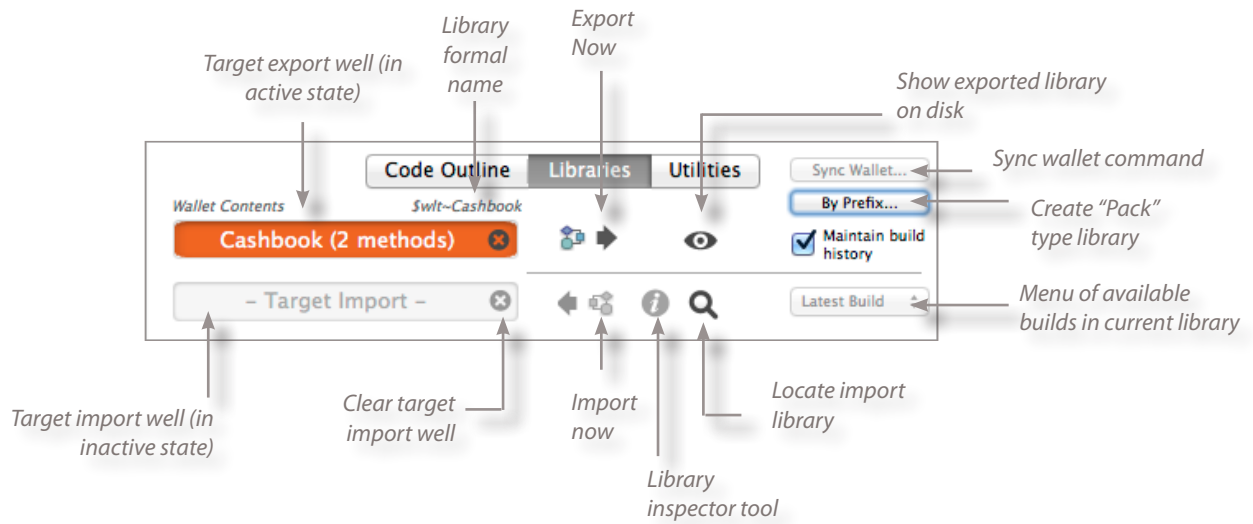 Library
formal
name
Export
Now
Target export well (in
active state)
Show exported library
on disk
Code Outline
Libraries
Utilities
Sync Wallet...
Sync wallet command
Wallet Contents
$wlt~Cashbook
By Prefix...
Create “Pack”
type library
Cashbook (2 methods)
Maintain build
history
– Target Import –
Latest Build
Menu of available
builds in current library
Target import well (in
inactive state)
Clear target
import well
Import
now
Locate import
library
Library
inspector tool